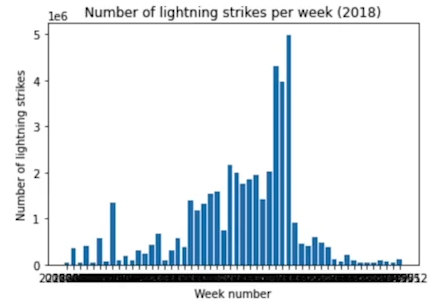 Number of lightning strikes per week (2018)
1e6
5
4
3
2
1
0
Number of lightning strikes
Week number